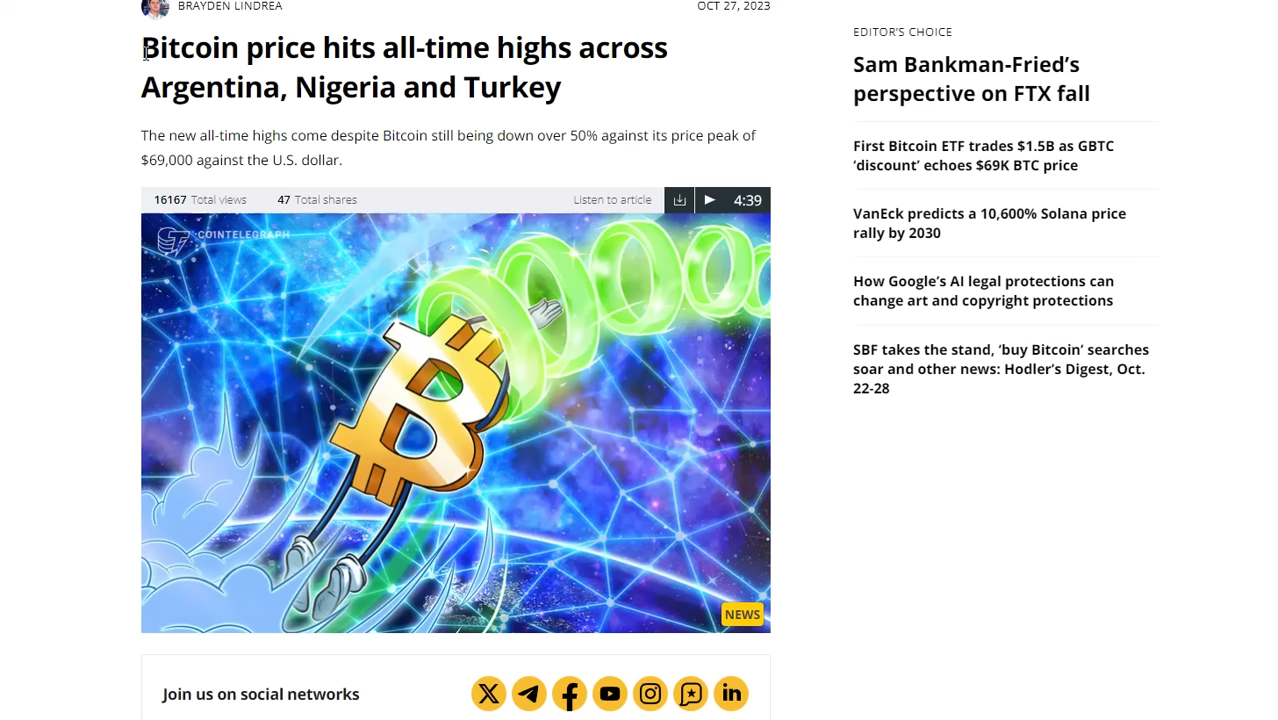 BRAYDEN LINDREA
OCT 27, 2023
Bitcoin price hits all-time highs across
Argentina, Nigeria and Turkey
The new all-time highs come despite Bitcoin still being down over 50% against its price peak of
$69,000 against the U.S. dollar.
16167 Total views 47 Total shares Listen to article 4:39
COINTELEGRAPH
NEWS
Join us on social networks
EDITOR'S CHOICE
Sam Bankman-Fried’s
perspective on FTX fall
First Bitcoin ETF trades $1.5B as GBTC
‘discount’ echoes $69K BTC price
VanEck predicts a 10,600% Solana price
rally by 2030
How Google’s AI legal protections can
change art and copyright protections
SBF takes the stand, ‘buy Bitcoin’ searches
soar and other news: Hodler’s Digest, Oct.
22-28